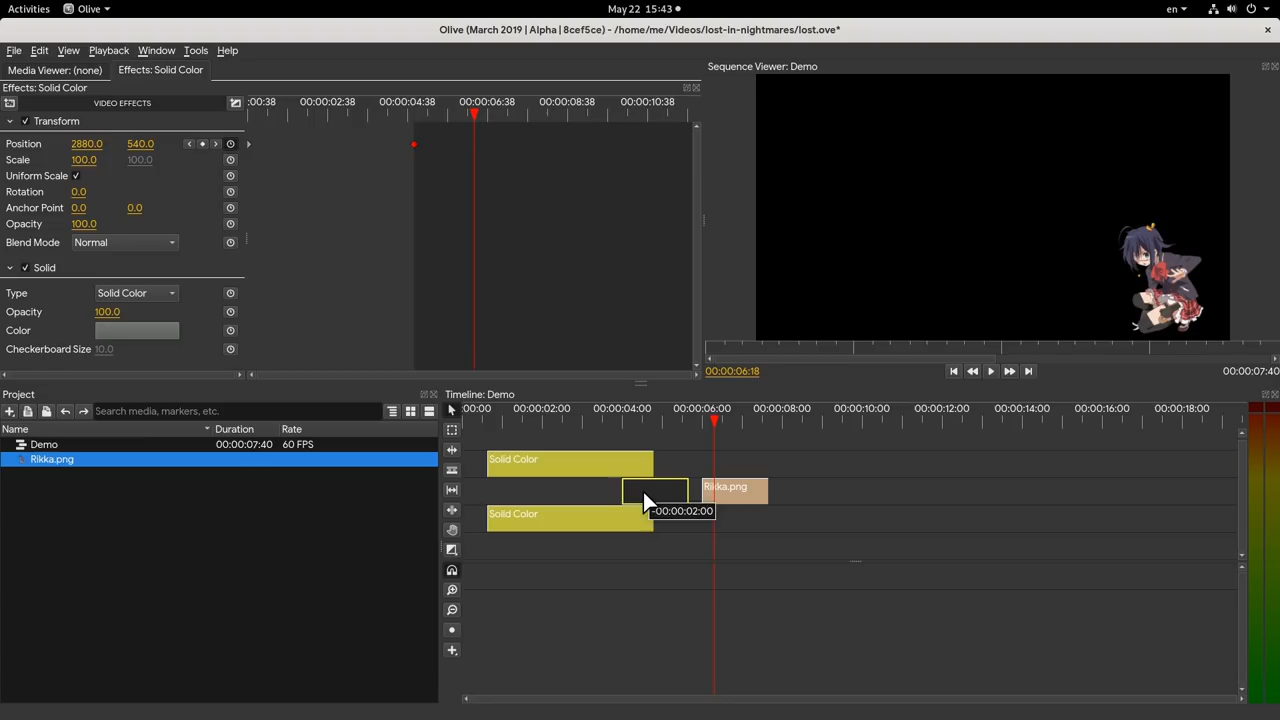 Activities Olive May 22 15:43 en
Olive (March 2019 | Alpha | 8cef5ce) - /home/me/Videos/lost-in-nightmares/lost.ove*
File Edit View Playback Window Tools Help
Media Viewer: (none) Effects: Solid Color
Effects: Solid Color
VIDEO EFFECTS
:00:38 00:00:02:38 00:00:04:38 00:00:06:38 00:00:08:38 00:00:10:38
Transform
Position 2880.0 540.0
Scale 100.0 100.0
Uniform Scale
Rotation 0.0
Anchor Point 0.0 0.0
Opacity 100.0
Blend Mode Normal
Solid
Type Solid Color
Opacity 100.0
Color
Checkerboard Size 10.0
Sequence Viewer: Demo
00:00:06:18 00:00:07:40
Project
Search media, markers, etc.
Name Duration Rate
Demo 00:00:07:40 60 FPS
Rikka.png
Timeline: Demo
:00:00 00:00:02:00 00:00:04:00 00:00:06:00 00:00:08:00 00:00:10:00 00:00:12:00 00:00:14:00 00:00:16:00 00:00:18:00
Solid Color
Rikka.png
-00:00:02:00
Solid Color